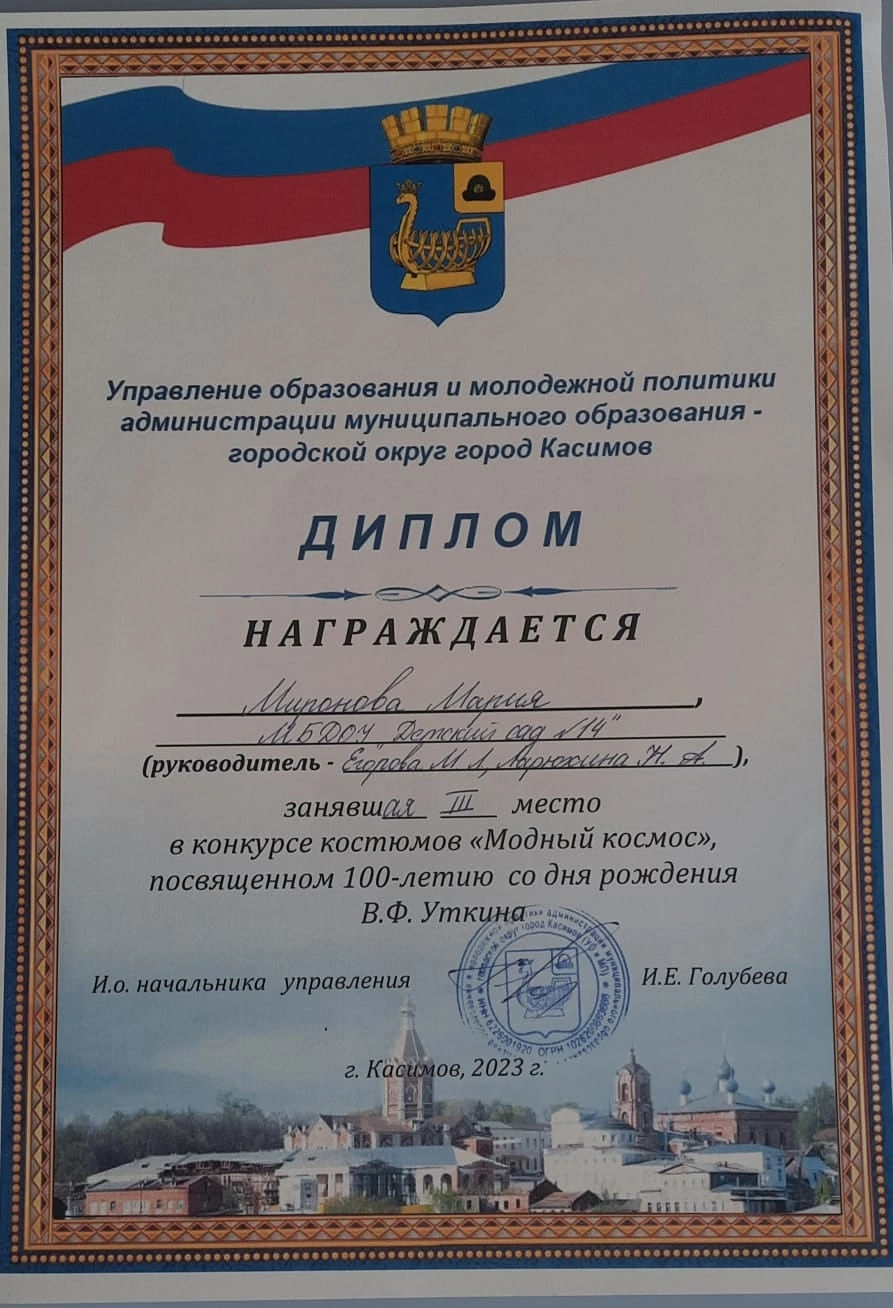 Управление образования и молодежной политики
администрации муниципального образования -
городской округ город Касимов
ДИПЛОМ
НАГРАЖДАЕТСЯ
Миронова Мария,
МБДОУ "Детский сад №14"
(руководитель - Егорова М Л, Ларюхина Н. А. ),
занявшая III место
в конкурсе костюмов «Модный космос»,
посвященном 100-летию со дня рождения
В.Ф. Уткина
И.о. начальника управления
И.Е. Голубева
г. Касимов, 2023 г.